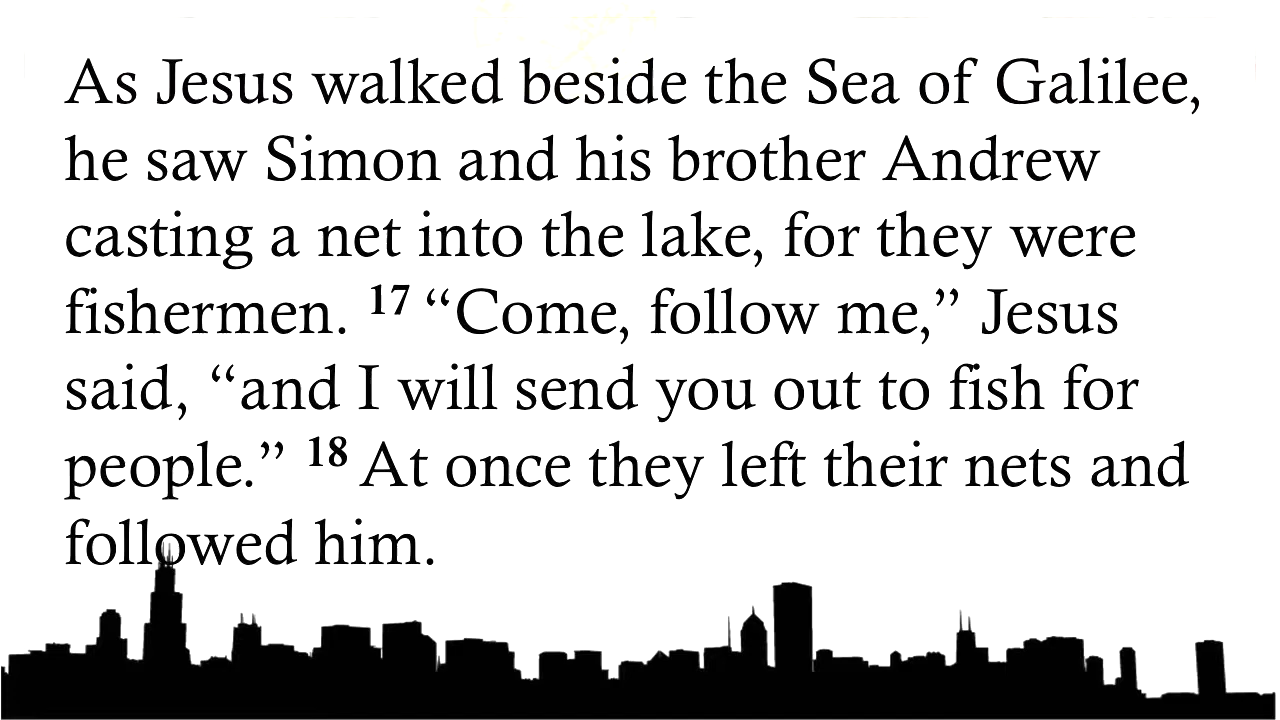 As Jesus walked beside the Sea of Galilee,
he saw Simon and his brother Andrew
casting a net into the lake, for they were
fishermen. 17 “Come, follow me,” Jesus
said, “and I will send you out to fish for
people.” 18 At once they left their nets and
followed him.